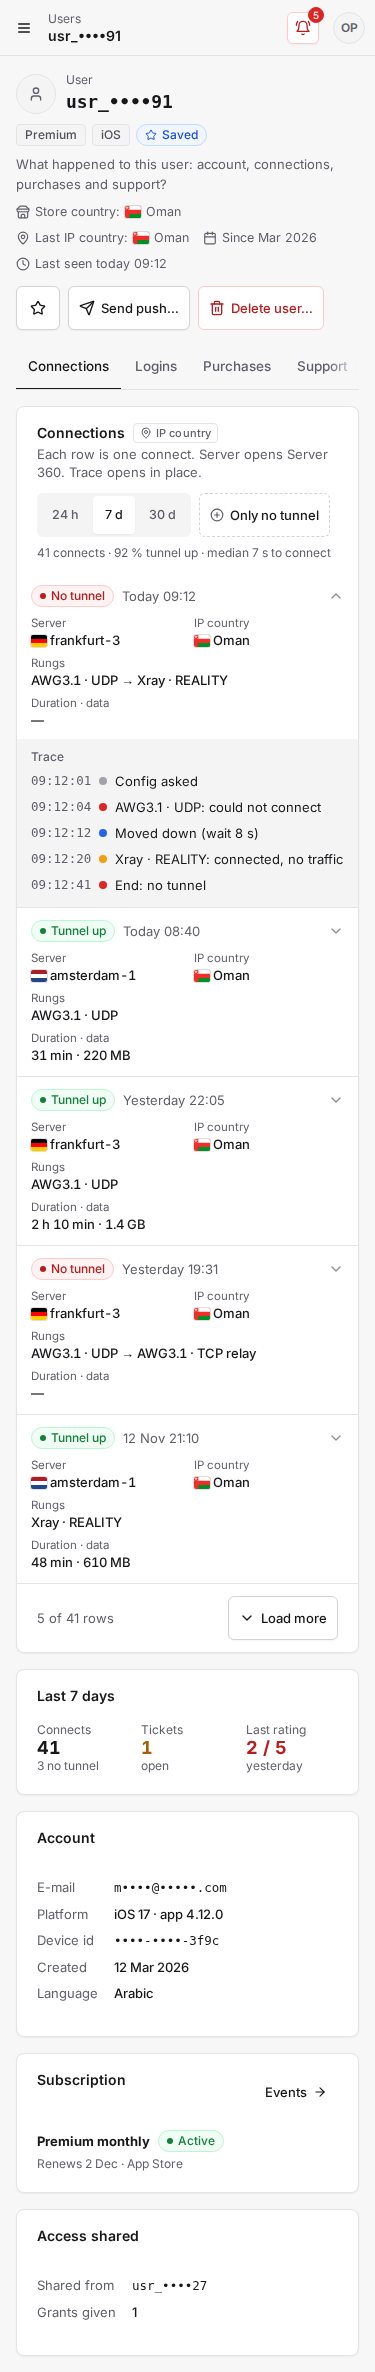 Users
usr_••••91
5
OP
User
usr_••••91
Premium
iOS
Saved
What happened to this user: account, connections,
purchases and support?
Store country: Oman
Last IP country: Oman
Since Mar 2026
Last seen today 09:12
Send push...
Delete user...
Connections
Logins
Purchases
Support
Connections
IP country
Each row is one connect. Server opens Server
360. Trace opens in place.
24 h
7 d
30 d
Only no tunnel
41 connects · 92 % tunnel up · median 7 s to connect
No tunnel
Today 09:12
Server
IP country
frankfurt-3
Oman
Rungs
AWG3.1 · UDP → Xray · REALITY
Duration · data
—
Trace
09:12:01 Config asked
09:12:04 AWG3.1 · UDP: could not connect
09:12:12 Moved down (wait 8 s)
09:12:20 Xray · REALITY: connected, no traffic
09:12:41 End: no tunnel
Tunnel up
Today 08:40
Server
IP country
amsterdam-1
Oman
Rungs
AWG3.1 · UDP
Duration · data
31 min · 220 MB
Tunnel up
Yesterday 22:05
Server
IP country
frankfurt-3
Oman
Rungs
AWG3.1 · UDP
Duration · data
2 h 10 min · 1.4 GB
No tunnel
Yesterday 19:31
Server
IP country
frankfurt-3
Oman
Rungs
AWG3.1 · UDP → AWG3.1 · TCP relay
Duration · data
—
Tunnel up
12 Nov 21:10
Server
IP country
amsterdam-1
Oman
Rungs
Xray · REALITY
Duration · data
48 min · 610 MB
5 of 41 rows
Load more
Last 7 days
Connects
Tickets
Last rating
41
1
2 / 5
3 no tunnel
open
yesterday
Account
E-mail m••••@•••••.com
Platform iOS 17 · app 4.12.0
Device id ••••-••••-3f9c
Created 12 Mar 2026
Language Arabic
Subscription
Events →
Premium monthly
Active
Renews 2 Dec · App Store
Access shared
Shared from usr_••••27
Grants given 1